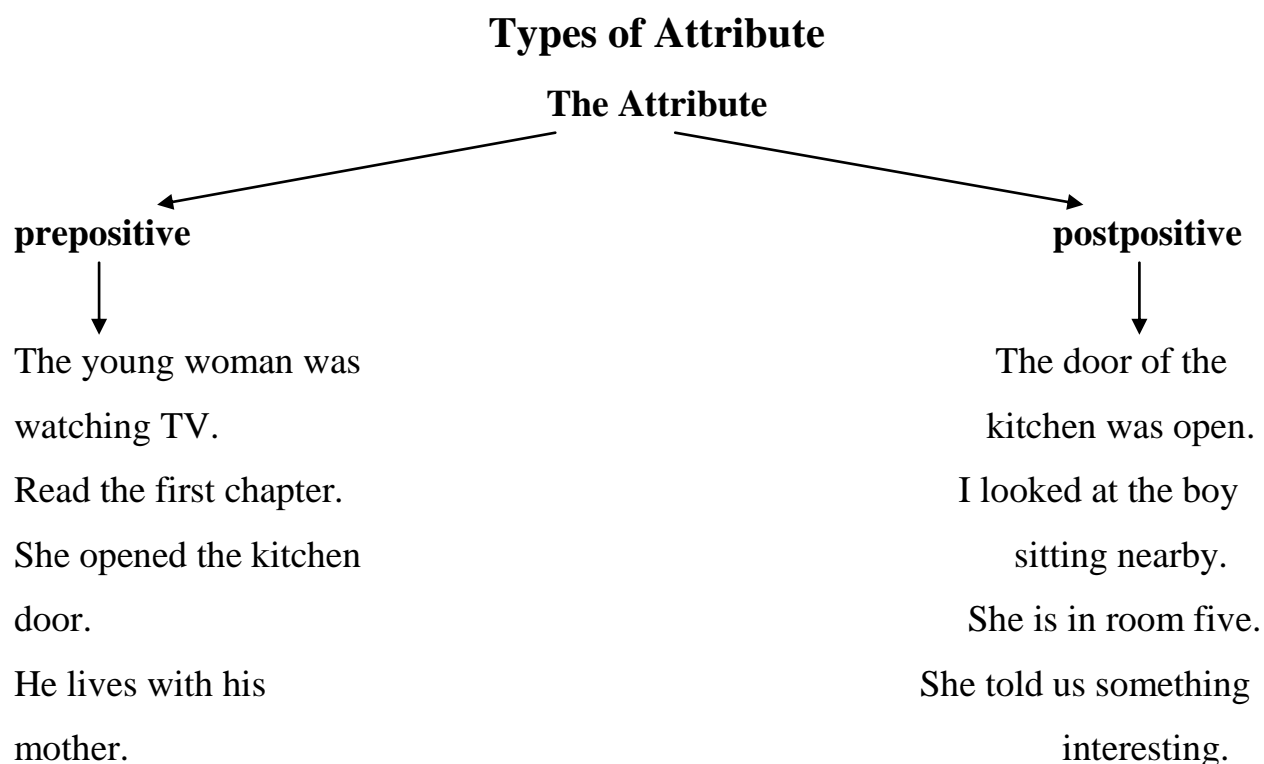 Types of Attribute
The Attribute
prepositive
The young woman was
watching TV.
Read the first chapter.
She opened the kitchen
door.
He lives with his
mother.
postpositive
The door of the
kitchen was open.
I looked at the boy
sitting nearby.
She is in room five.
She told us something
interesting.